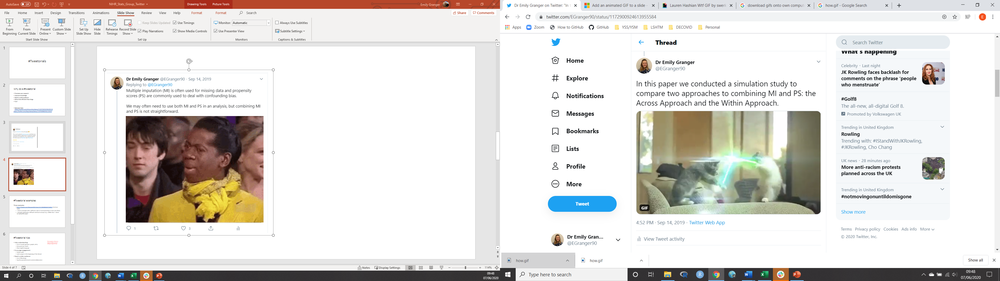 AutoSave Off
NIHR_Stats_Group_Twitter
Drawing Tools
Picture Tools
Emily Granger
File
Home
Insert
Design
Transitions
Animations
Slide Show
Review
View
Help
Format
Format
Search
Share
Comments
From Beginning
From Current Slide
Present Online
Custom Slide Show
Start Slide Show
Set Up Slide Show
Hide Slide
Rehearse Timings
Record Slide Show
Keep Slides Updated
Play Narrations
Use Timings
Show Media Controls
Set Up
Monitor: Automatic
Use Presenter View
Monitors
Always Use Subtitles
Subtitle Settings
Captions & Subtitles
1
#Tweetorials
2
Why do a #tweetorial
3
4
5
#Tweetorial examples
6
#Tweetorial tips
Dr Emily Granger @EGranger90 · Sep 14, 2019
Replying to @EGranger90
Multiple imputation (MI) is often used for missing data and propensity
scores (PS) are commonly used to deal with confounding bias.
We may often need to use both MI and PS in an analysis, but combining MI
and PS is not straightforward.
1
3
Slide 4 of 7
Notes
Display Settings
114%
09:48
07/06/2020
Dr Emily Granger on Twitter: "In t
Add an animated GIF to a slide -
Lauren Hashian Wtf GIF by swerk
download gifs onto own comput
how.gif - Google Search
twitter.com/EGranger90/status/1172900924613955584
NP
E
Apps
Zoom
How to GitHub
GitHub
YSS/YSM
LSHTM
DECOVID
Personal
Home
Explore
Notifications
Messages
Bookmarks
Lists
Profile
More
Tweet
Dr Emily Gran...
@EGranger90
Thread
Dr Emily Granger
@EGranger90
In this paper we conducted a simulation study to
compare two approaches to combining MI and PS: the
Across Approach and the Within Approach.
GIF
4:52 PM · Sep 14, 2019 · Twitter Web App
View Tweet activity
Search Twitter
What's happening
Celebrity · Last night
JK Rowling faces backlash for
comments on the phrase 'people
who menstruate'
#Golf8
The all-new, all-digital Golf 8.
Promoted by Volkswagen UK
Trending in United Kingdom
Rowling
Trending with: #IStandWithJKRowling,
#JKRowling, Cho Chang
UK news · 28 minutes ago
More anti-racism protests
planned across the UK
Trending in United Kingdom
#notmovingonuntildomisgone
Show more
Terms Privacy policy Cookies Ads info More
© 2020 Twitter, Inc.
how.gif
how.gif
Show all
Type here to search
09:48
07/06/2020